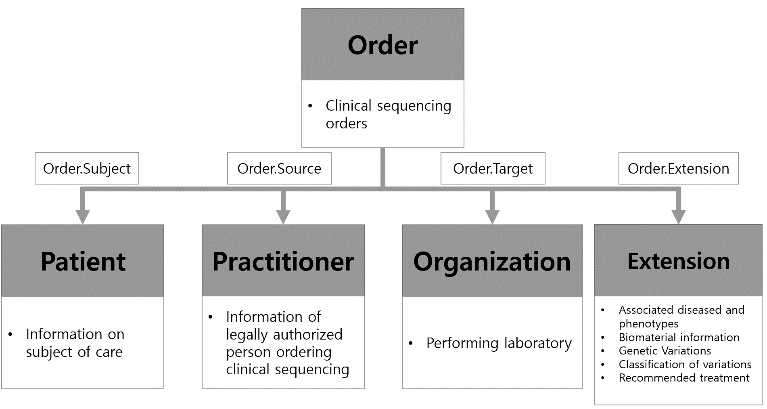 Order
• Clinical sequencing
orders
Order.Subject
Order.Source
Order.Target
Order.Extension
Patient
• Information on
subject of care
Practitioner
• Information of
legally authorized
person ordering
clinical sequencing
Organization
• Performing laboratory
Extension
• Associated diseased and
phenotypes
• Biomaterial information
• Genetic Variations
• Classification of variations
• Recommended treatment